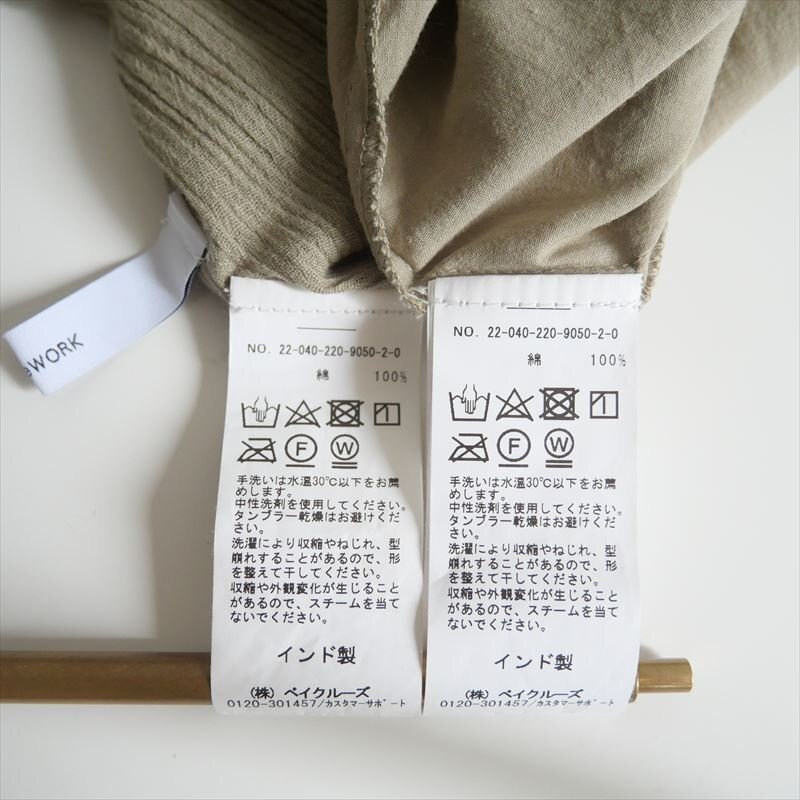 WORK
NO. 22-040-220-9050-2-0
綿 100%
F W
手洗いは水温30℃以下をお薦
めします。
中性洗剤を使用してください。
タンブラー乾燥はお避けくだ
さい。
洗濯により収縮やねじれ、型
崩れすることがあるので、形
を整えて干してください。
収縮や外観変化が生じること
があるので、スチームを当て
ないでください。
インド製
(株) ベイクルーズ
0120-301457/カスタマーサポート
NO. 22-040-220-9050-2-0
綿 100%
F W
手洗いは水温30℃以下をお薦
めします。
中性洗剤を使用してください。
タンブラー乾燥はお避けくだ
さい。
洗濯により収縮やねじれ、型
崩れすることがあるので、形
を整えて干してください。
収縮や外観変化が生じること
があるので、スチームを当て
ないでください。
インド製
(株) ベイクルーズ
0120-301457/カスタマーサポート